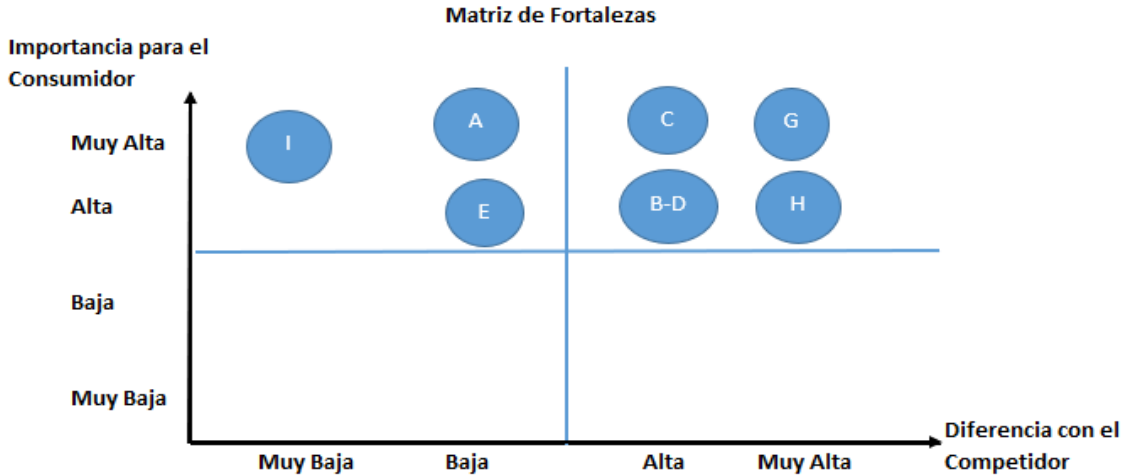 Matriz de Fortalezas
Importancia para el
Consumidor
Muy Alta
I
A
C
G
Alta
E
B-D
H
Baja
Muy Baja
Diferencia con el
Competidor
Muy Baja
Baja
Alta
Muy Alta